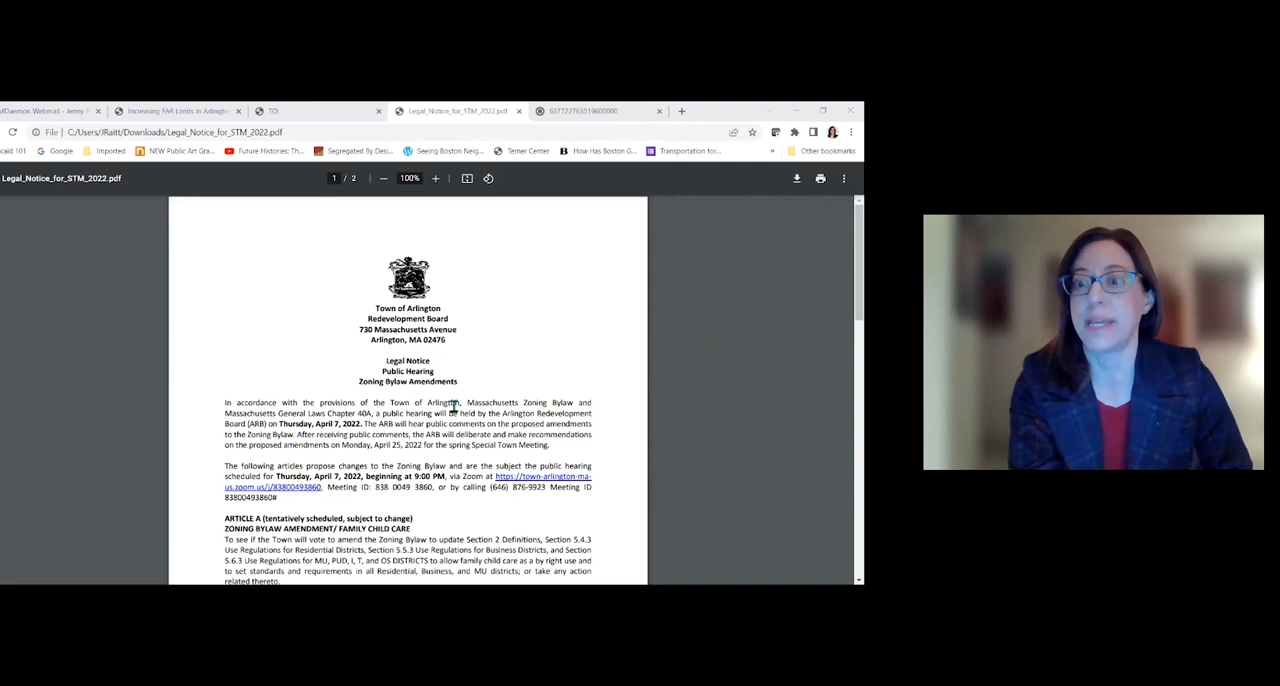 MDaemon Webmail - Jenny
Increasing FAR Limits in Arlingto
TO:
Legal_Notice_for_STM_2022.pdf
637722763519600000
File | C:/Users/JRaitt/Downloads/Legal_Notice_for_STM_2022.pdf
caid 101 Google Imported NEW Public Art Gra... Future Histories: Th... Segregated By Desi... Seeing Boston Neig... Terner Center How Has Boston G... Transportation for... » Other bookmarks
Legal_Notice_for_STM_2022.pdf 1 / 2 — 100% +
Town of Arlington
Redevelopment Board
730 Massachusetts Avenue
Arlington, MA 02476
Legal Notice
Public Hearing
Zoning Bylaw Amendments
In accordance with the provisions of the Town of Arlington, Massachusetts Zoning Bylaw and
Massachusetts General Laws Chapter 40A, a public hearing will be held by the Arlington Redevelopment
Board (ARB) on Thursday, April 7, 2022. The ARB will hear public comments on the proposed amendments
to the Zoning Bylaw. After receiving public comments, the ARB will deliberate and make recommendations
on the proposed amendments on Monday, April 25, 2022 for the spring Special Town Meeting.
The following articles propose changes to the Zoning Bylaw and are the subject the public hearing
scheduled for Thursday, April 7, 2022, beginning at 9:00 PM, via Zoom at https://town-arlington-ma-
us.zoom.us/j/83800493860, Meeting ID: 838 0049 3860, or by calling (646) 876-9923 Meeting ID
83800493860#
ARTICLE A (tentatively scheduled, subject to change)
ZONING BYLAW AMENDMENT/ FAMILY CHILD CARE
To see if the Town will vote to amend the Zoning Bylaw to update Section 2 Definitions, Section 5.4.3
Use Regulations for Residential Districts, Section 5.5.3 Use Regulations for Business Districts, and Section
5.6.3 Use Regulations for MU, PUD, I, T, and OS DISTRICTS to allow family child care as a by right use and
to set standards and requirements in all Residential, Business, and MU districts; or take any action
related thereto.